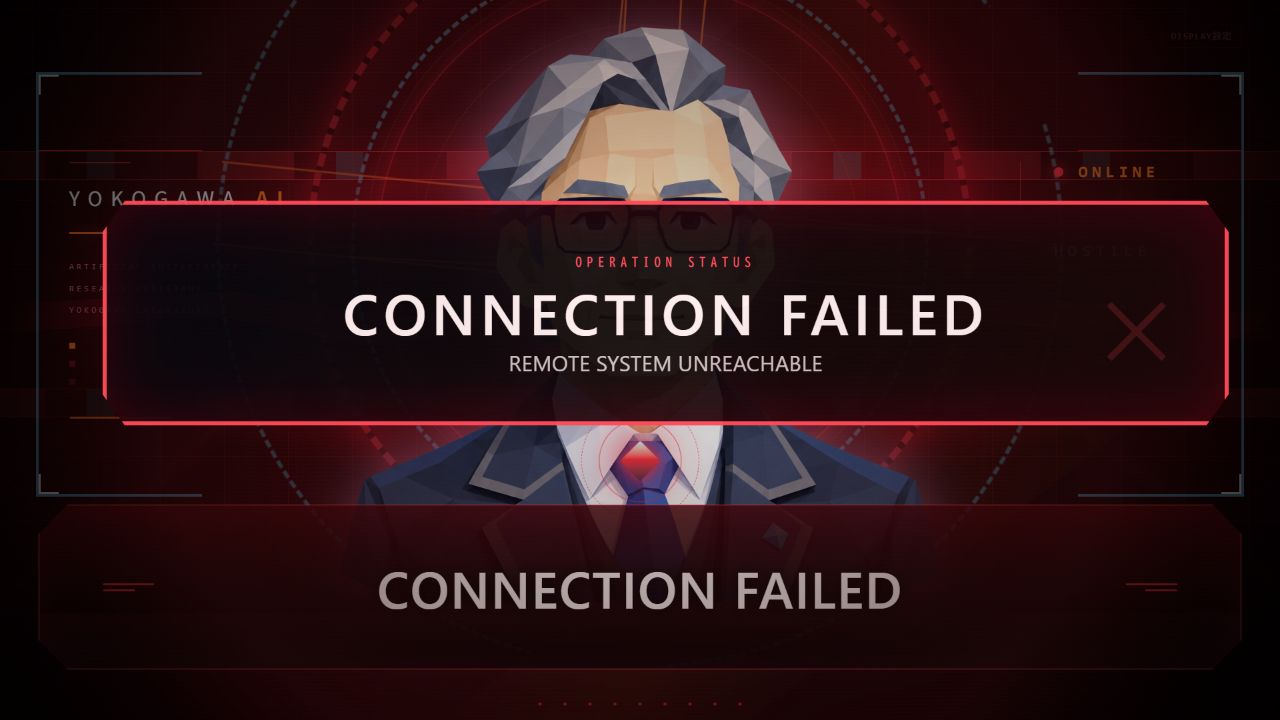 DISPLAY設定
YOKOGAWA AI
ONLINE
HOSTILE
OPERATION STATUS
CONNECTION FAILED
REMOTE SYSTEM UNREACHABLE
CONNECTION FAILED